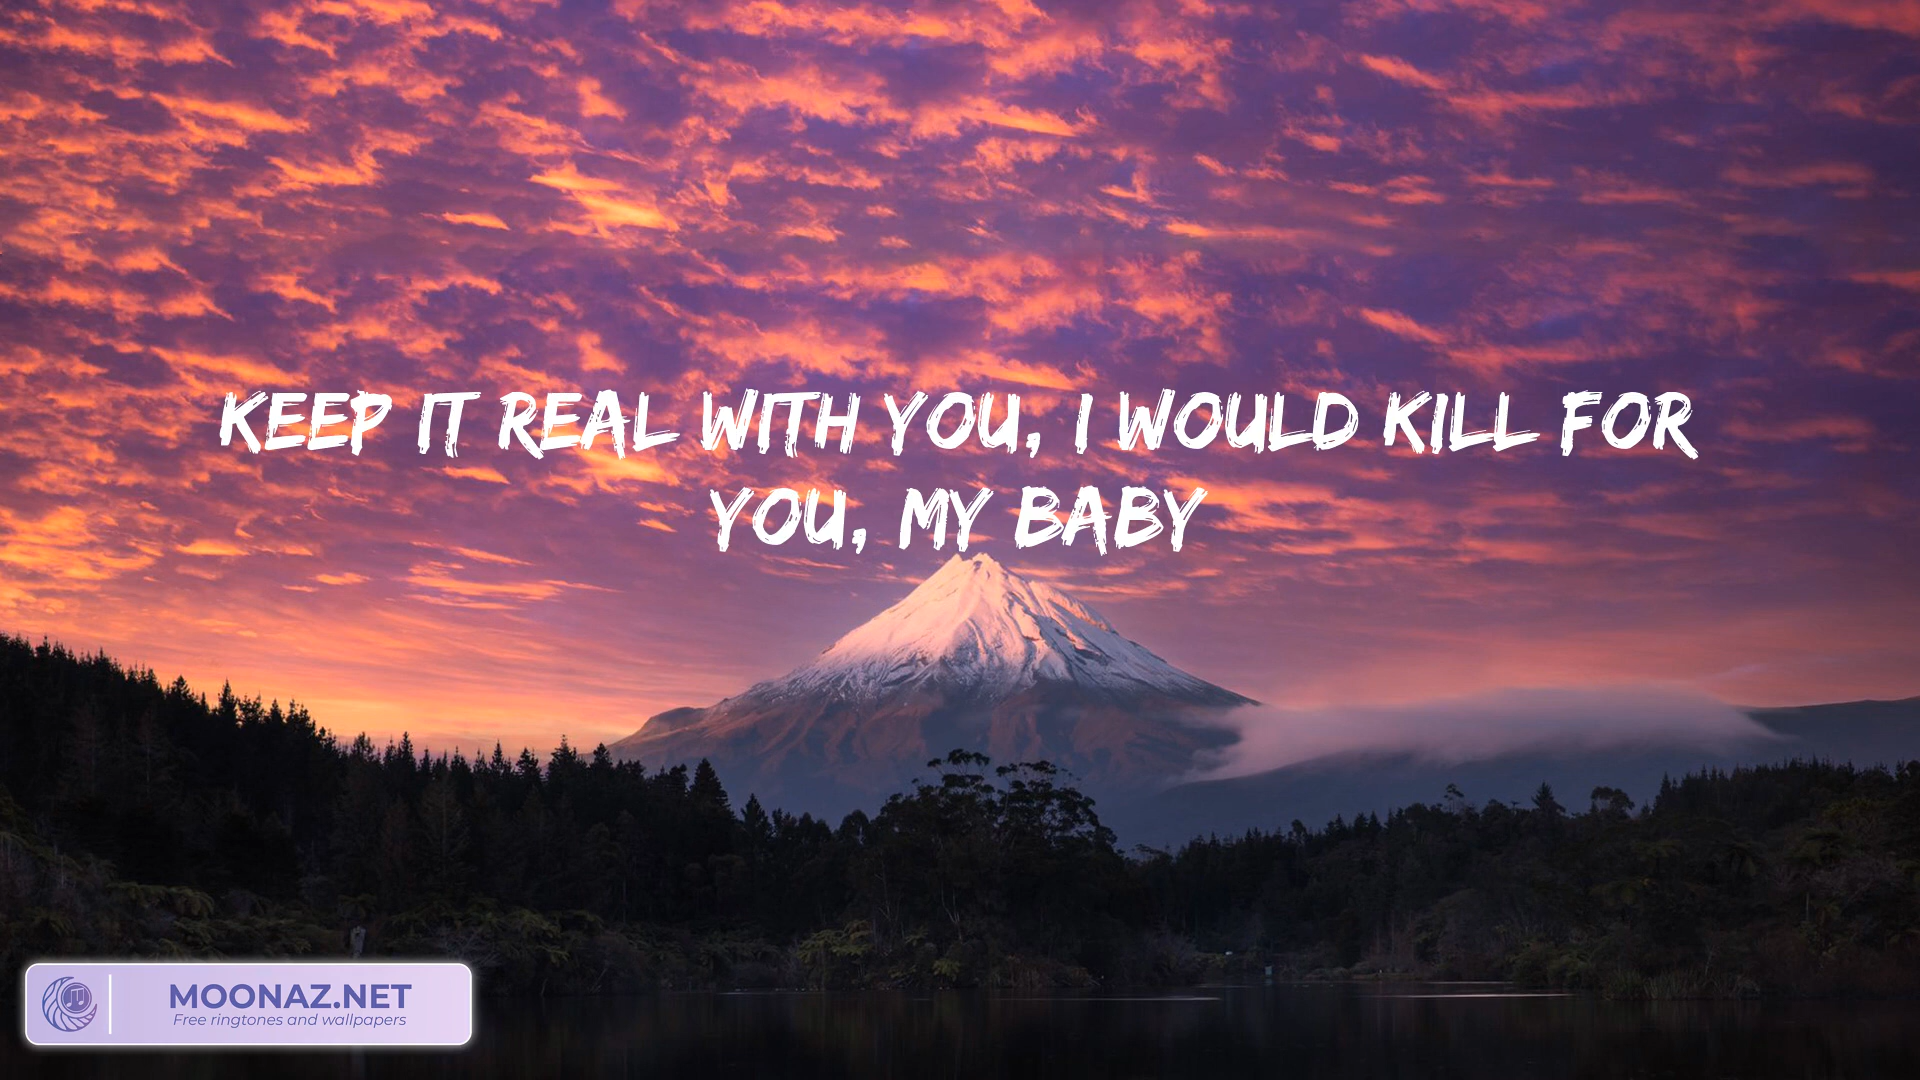 KEEP IT REAL WITH YOU, I WOULD KILL FOR
YOU, MY BABY
MOONAZ.NET
Free ringtones and wallpapers